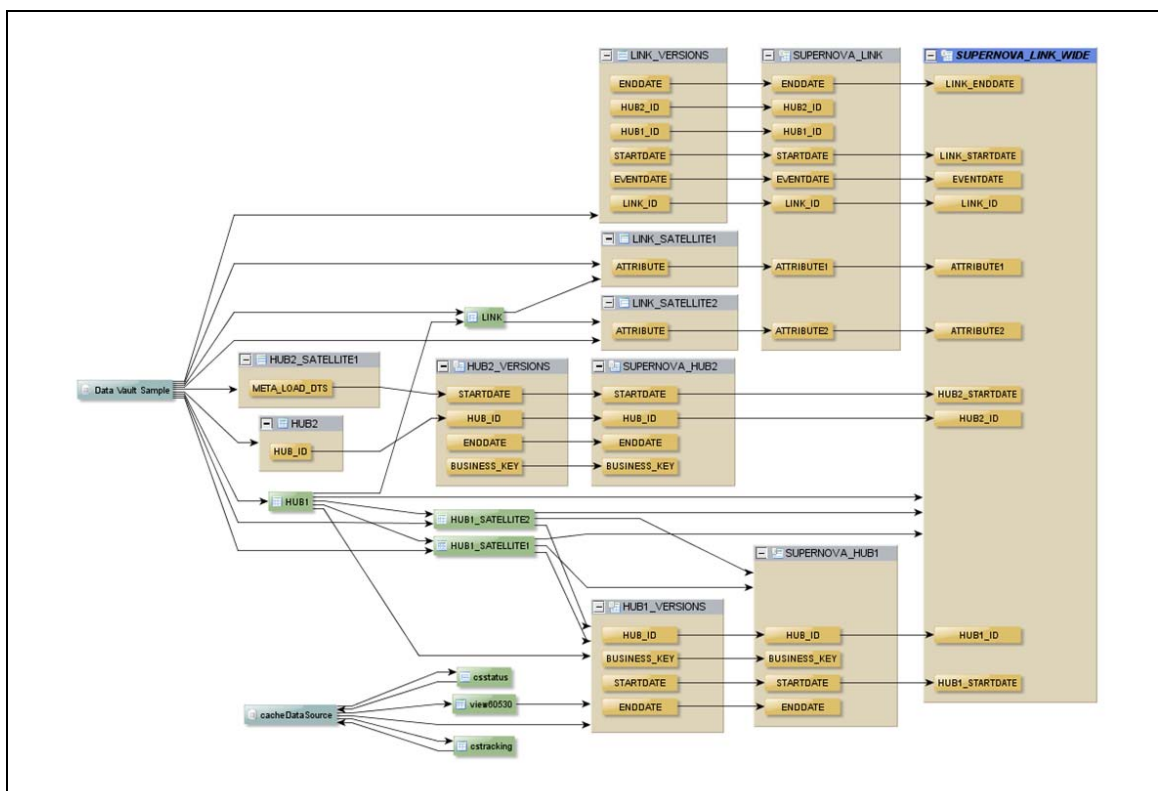 LINK_VERSIONS
ENDDATE
HUB2_ID
HUB1_ID
STARTDATE
EVENTDATE
LINK_ID
SUPERNOVA_LINK
ENDDATE
HUB2_ID
HUB1_ID
STARTDATE
EVENTDATE
LINK_ID
ATTRIBUTE1
ATTRIBUTE2
SUPERNOVA_LINK_WIDE
LINK_ENDDATE
LINK_STARTDATE
EVENTDATE
LINK_ID
ATTRIBUTE1
ATTRIBUTE2
HUB2_STARTDATE
HUB2_ID
HUB1_ID
HUB1_STARTDATE
LINK_SATELLITE1
ATTRIBUTE
LINK_SATELLITE2
ATTRIBUTE
LINK
Data Vault Sample
HUB2_SATELLITE1
META_LOAD_DTS
HUB2
HUB_ID
HUB2_VERSIONS
STARTDATE
HUB_ID
ENDDATE
BUSINESS_KEY
SUPERNOVA_HUB2
STARTDATE
HUB_ID
ENDDATE
BUSINESS_KEY
HUB1
HUB1_SATELLITE2
HUB1_SATELLITE1
SUPERNOVA_HUB1
HUB_ID
BUSINESS_KEY
STARTDATE
ENDDATE
HUB1_VERSIONS
HUB_ID
BUSINESS_KEY
STARTDATE
ENDDATE
csstatus
view60530
cacheDataSource
cstracking